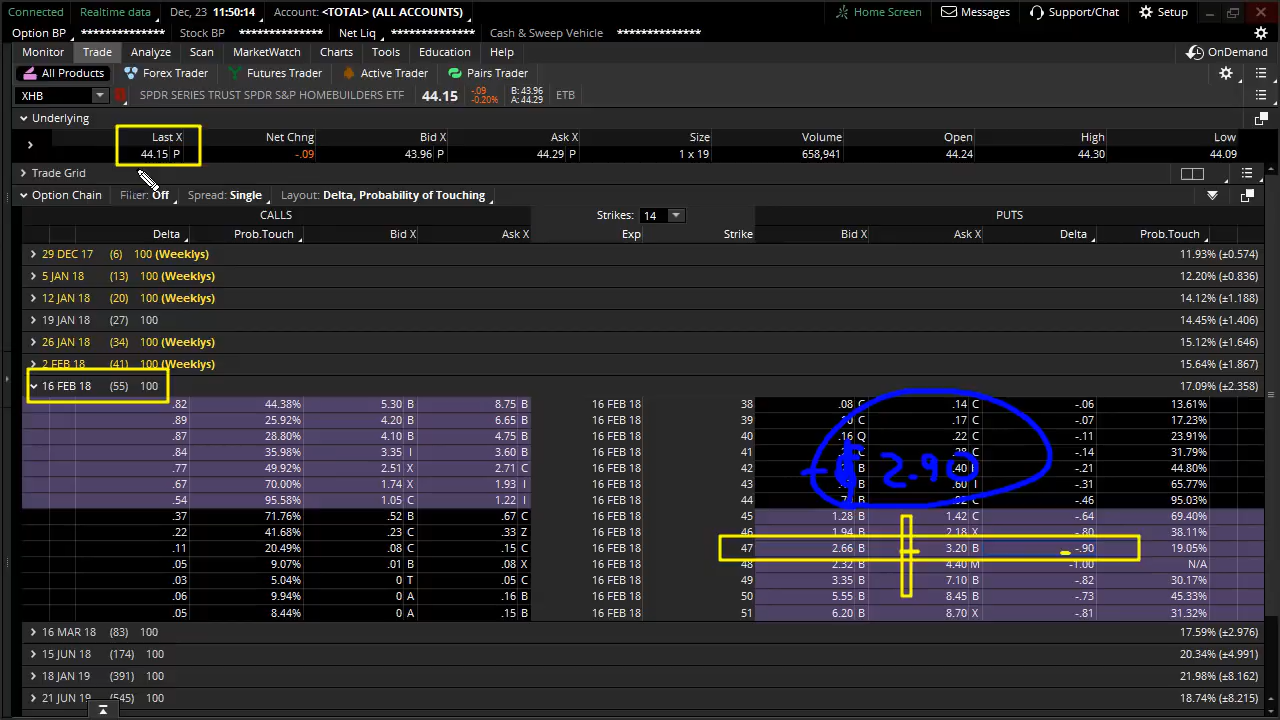 Connected Realtime data Dec, 23 11:50:14 Account: <TOTAL> (ALL ACCOUNTS) Home Screen Messages Support/Chat Setup
Option BP ************** Stock BP ************** Net Liq ************** Cash & Sweep Vehicle **************
Monitor Trade Analyze Scan MarketWatch Charts Tools Education Help OnDemand
All Products Forex Trader Futures Trader Active Trader Pairs Trader
XHB SPDR SERIES TRUST SPDR S&P HOMEBUILDERS ETF 44.15 -.09 -0.20% B: 43.96 A: 44.29 ETB
Underlying
Last X Net Chng Bid X Ask X Size Volume Open High Low
44.15 P -.09 43.96 P 44.29 P 1 x 19 658,941 44.24 44.30 44.09
Trade Grid
Option Chain Filter: Off Spread: Single Layout: Delta, Probability of Touching
CALLS Strikes: 14 PUTS
Delta Prob.Touch Bid X Ask X Exp Strike Bid X Ask X Delta Prob.Touch
29 DEC 17 (6) 100 (Weeklys) 11.93% (±0.574)
5 JAN 18 (13) 100 (Weeklys) 12.20% (±0.836)
12 JAN 18 (20) 100 (Weeklys) 14.12% (±1.188)
19 JAN 18 (27) 100 14.45% (±1.406)
26 JAN 18 (34) 100 (Weeklys) 15.12% (±1.646)
2 FEB 18 (41) 100 (Weeklys) 15.64% (±1.867)
16 FEB 18 (55) 100 17.09% (±2.358)
.82 44.38% 5.30 B 8.75 B 16 FEB 18 38 .08 C .14 C -.06 13.61%
.89 25.92% 4.20 B 6.65 B 16 FEB 18 39 C .17 C -.07 17.23%
.87 28.80% 4.10 B 4.75 B 16 FEB 18 40 .16 Q .22 C -.11 23.91%
.84 35.98% 3.35 I 3.60 B 16 FEB 18 41 C C -.14 31.79%
.77 49.92% 2.51 X 2.71 C 16 FEB 18 42 B .40 -.21 44.80%
.67 70.00% 1.74 X 1.93 I 16 FEB 18 43 B .60 I -.31 65.77%
$ 2.90
.54 95.58% 1.05 C 1.22 I 16 FEB 18 44 B C -.46 95.03%
.37 71.76% .52 B .67 C 16 FEB 18 45 1.28 B 1.42 C -.64 69.40%
.22 41.68% .23 C .33 Z 16 FEB 18 46 1.94 B 2.18 X -.80 38.11%
.11 20.49% .08 C .15 C 16 FEB 18 47 2.66 B 3.20 B -.90 19.05%
.05 9.07% .01 B .08 X 16 FEB 18 48 2.32 B 4.40 M -1.00 N/A
.03 5.04% 0 T .05 C 16 FEB 18 49 3.35 B 7.10 B -.82 30.17%
.06 9.94% 0 A .16 B 16 FEB 18 50 5.55 B 8.45 B -.73 45.33%
.05 8.44% 0 A .15 B 16 FEB 18 51 6.20 B 8.70 X -.81 31.32%
16 MAR 18 (83) 100 17.59% (±2.976)
15 JUN 18 (174) 100 20.34% (±4.991)
18 JAN 19 (391) 100 21.98% (±8.162)
21 JUN 19 (545) 100 18.74% (±8.215)